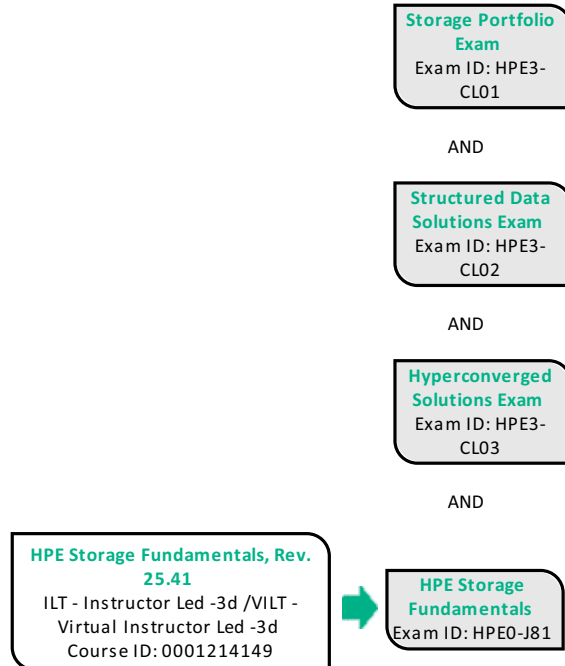 Storage Portfolio
Exam
Exam ID: HPE3-
CL01
AND
Structured Data
Solutions Exam
Exam ID: HPE3-
CL02
AND
Hyperconverged
Solutions Exam
Exam ID: HPE3-
CL03
AND
HPE Storage Fundamentals, Rev.
25.41
ILT - Instructor Led -3d /VILT -
Virtual Instructor Led -3d
Course ID: 0001214149
HPE Storage
Fundamentals
Exam ID: HPE0-J81